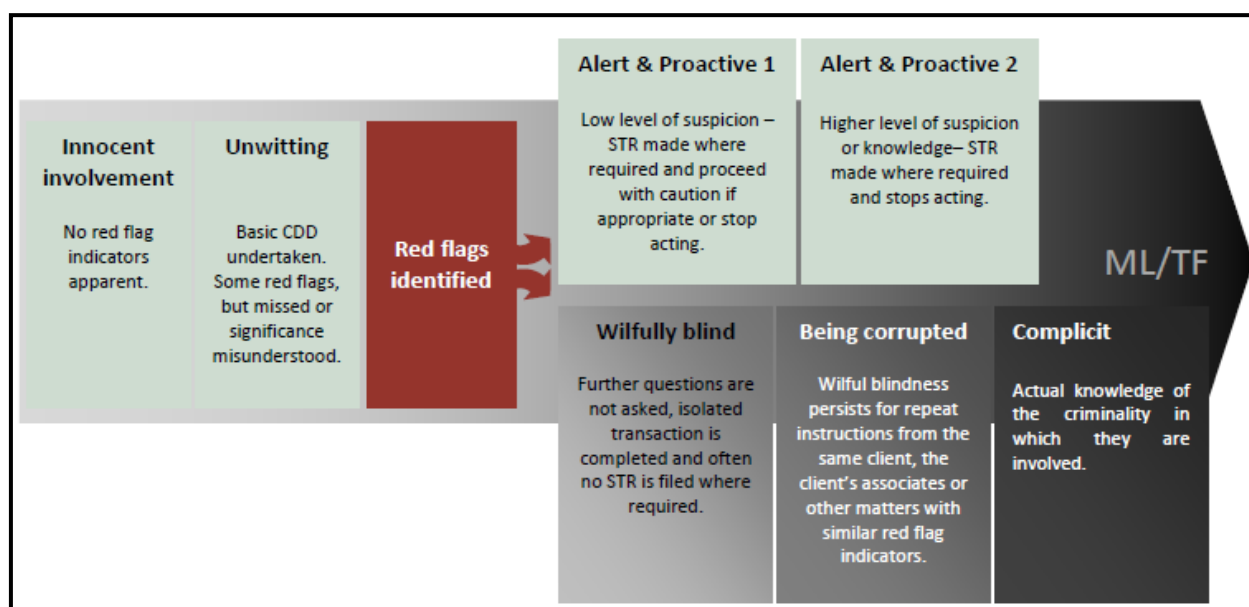 Innocent
involvement
No red flag
indicators
apparent.
Unwitting
Basic CDD
undertaken.
Some red flags,
but missed or
significance
misunderstood.
Red flags
identified
Alert & Proactive 1
Low level of suspicion –
STR made where
required and proceed
with caution if
appropriate or stop
acting.
Alert & Proactive 2
Higher level of suspicion
or knowledge– STR
made where required
and stops acting.
Wilfully blind
Further questions are
not asked, isolated
transaction is
completed and often
no STR is filed where
required.
Being corrupted
Wilful blindness
persists for repeat
instructions from the
same client, the
client’s associates or
other matters with
similar red flag
indicators.
Complicit
Actual knowledge of
the criminality in
which they are
involved.
ML/TF